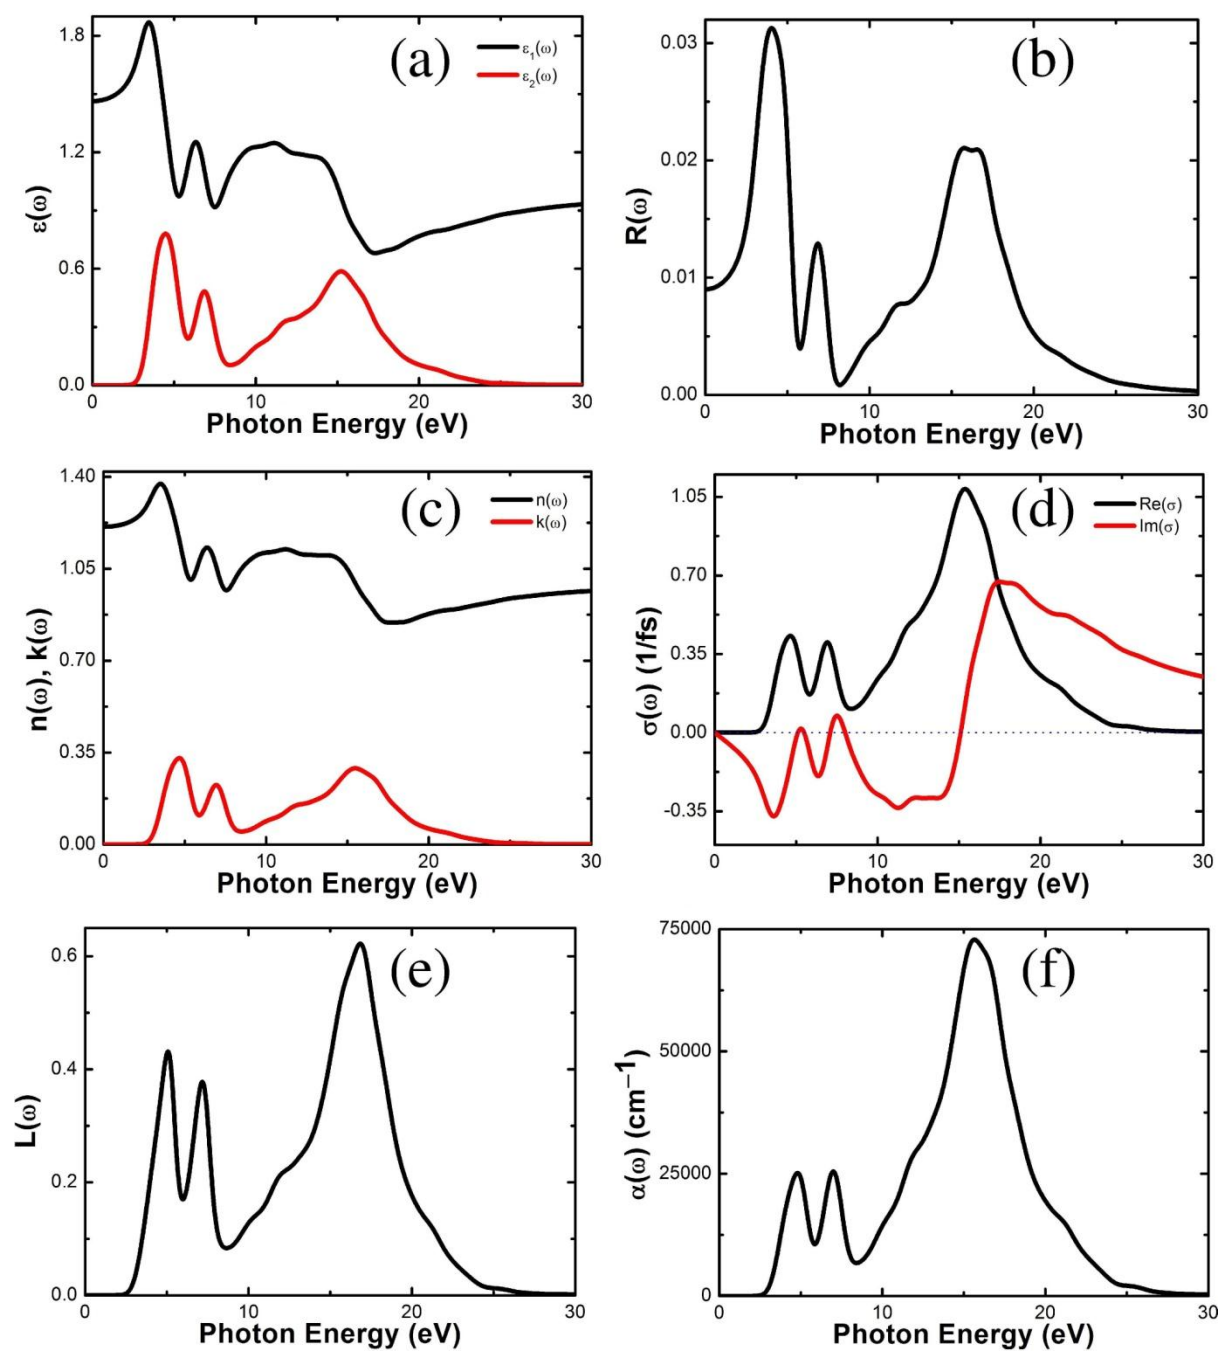 (a)
ε₁(ω)
ε₂(ω)
ε(ω)
1.8
1.2
0.6
0.0
0 10 20 30
Photon Energy (eV)
(b)
R(ω)
0.03
0.02
0.01
0.00
0 10 20 30
Photon Energy (eV)
(c)
n(ω)
k(ω)
n(ω), k(ω)
1.40
1.05
0.70
0.35
0.00
0 10 20 30
Photon Energy (eV)
(d)
Re(σ)
Im(σ)
σ(ω) (1/fs)
1.05
0.70
0.35
0.00
-0.35
0 10 20 30
Photon Energy (eV)
(e)
L(ω)
0.6
0.4
0.2
0.0
0 10 20 30
Photon Energy (eV)
(f)
α(ω) (cm−1)
75000
50000
25000
0
0 10 20 30
Photon Energy (eV)